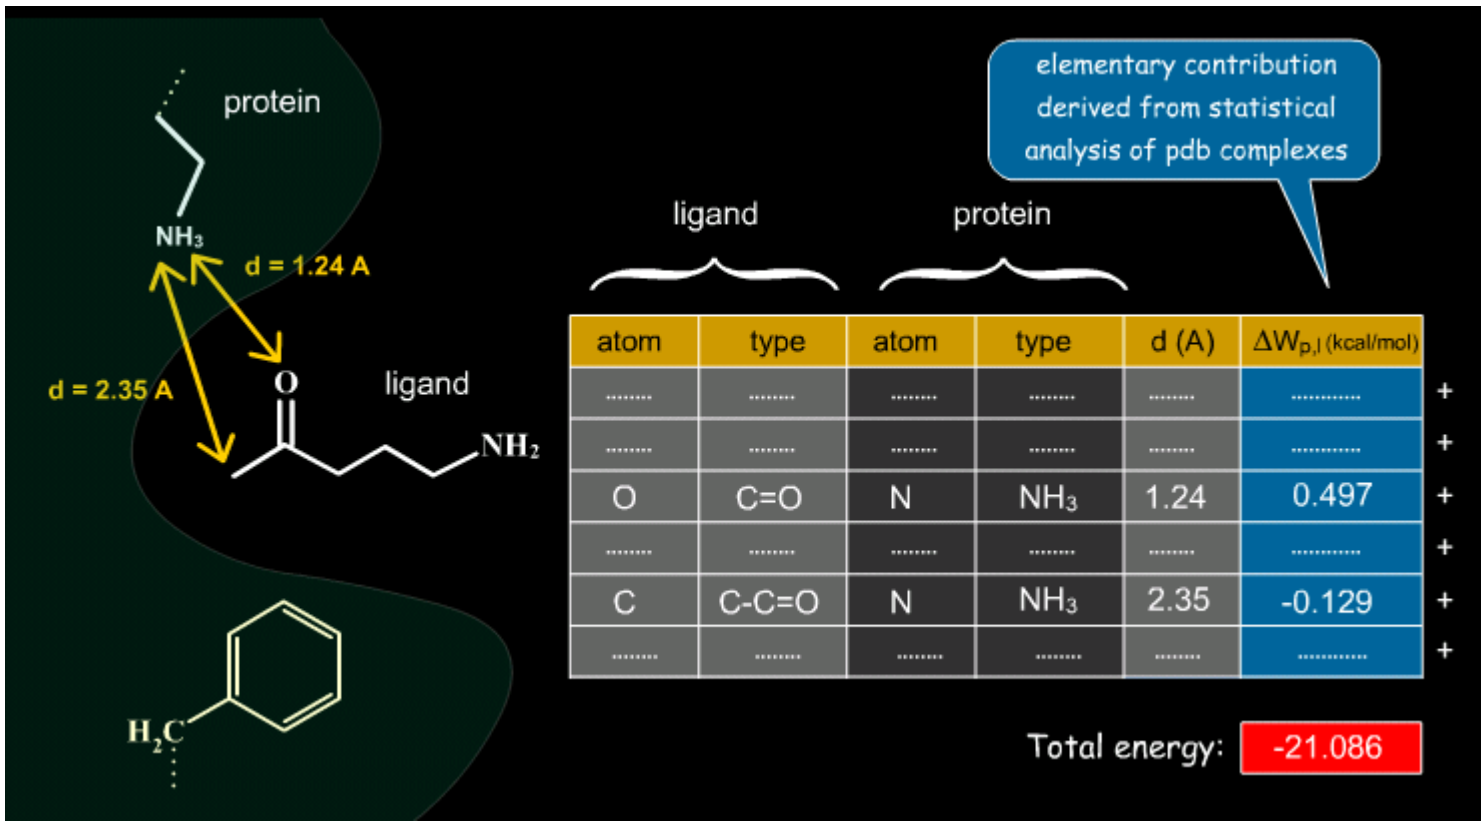 elementary contribution
derived from statistical
analysis of pdb complexes
protein
NH₃
d = 1.24 A
d = 2.35 A
O
ligand
NH₂
H₂C
ligand protein
atom type atom type d (A) ΔWₚ,ₗ (kcal/mol)
........ ........ ........ ........ ........ ............ +
........ ........ ........ ........ ........ ............ +
O C=O N NH₃ 1.24 0.497 +
........ ........ ........ ........ ........ ............ +
C C-C=O N NH₃ 2.35 -0.129 +
........ ........ ........ ........ ........ ............ +
Total energy: -21.086